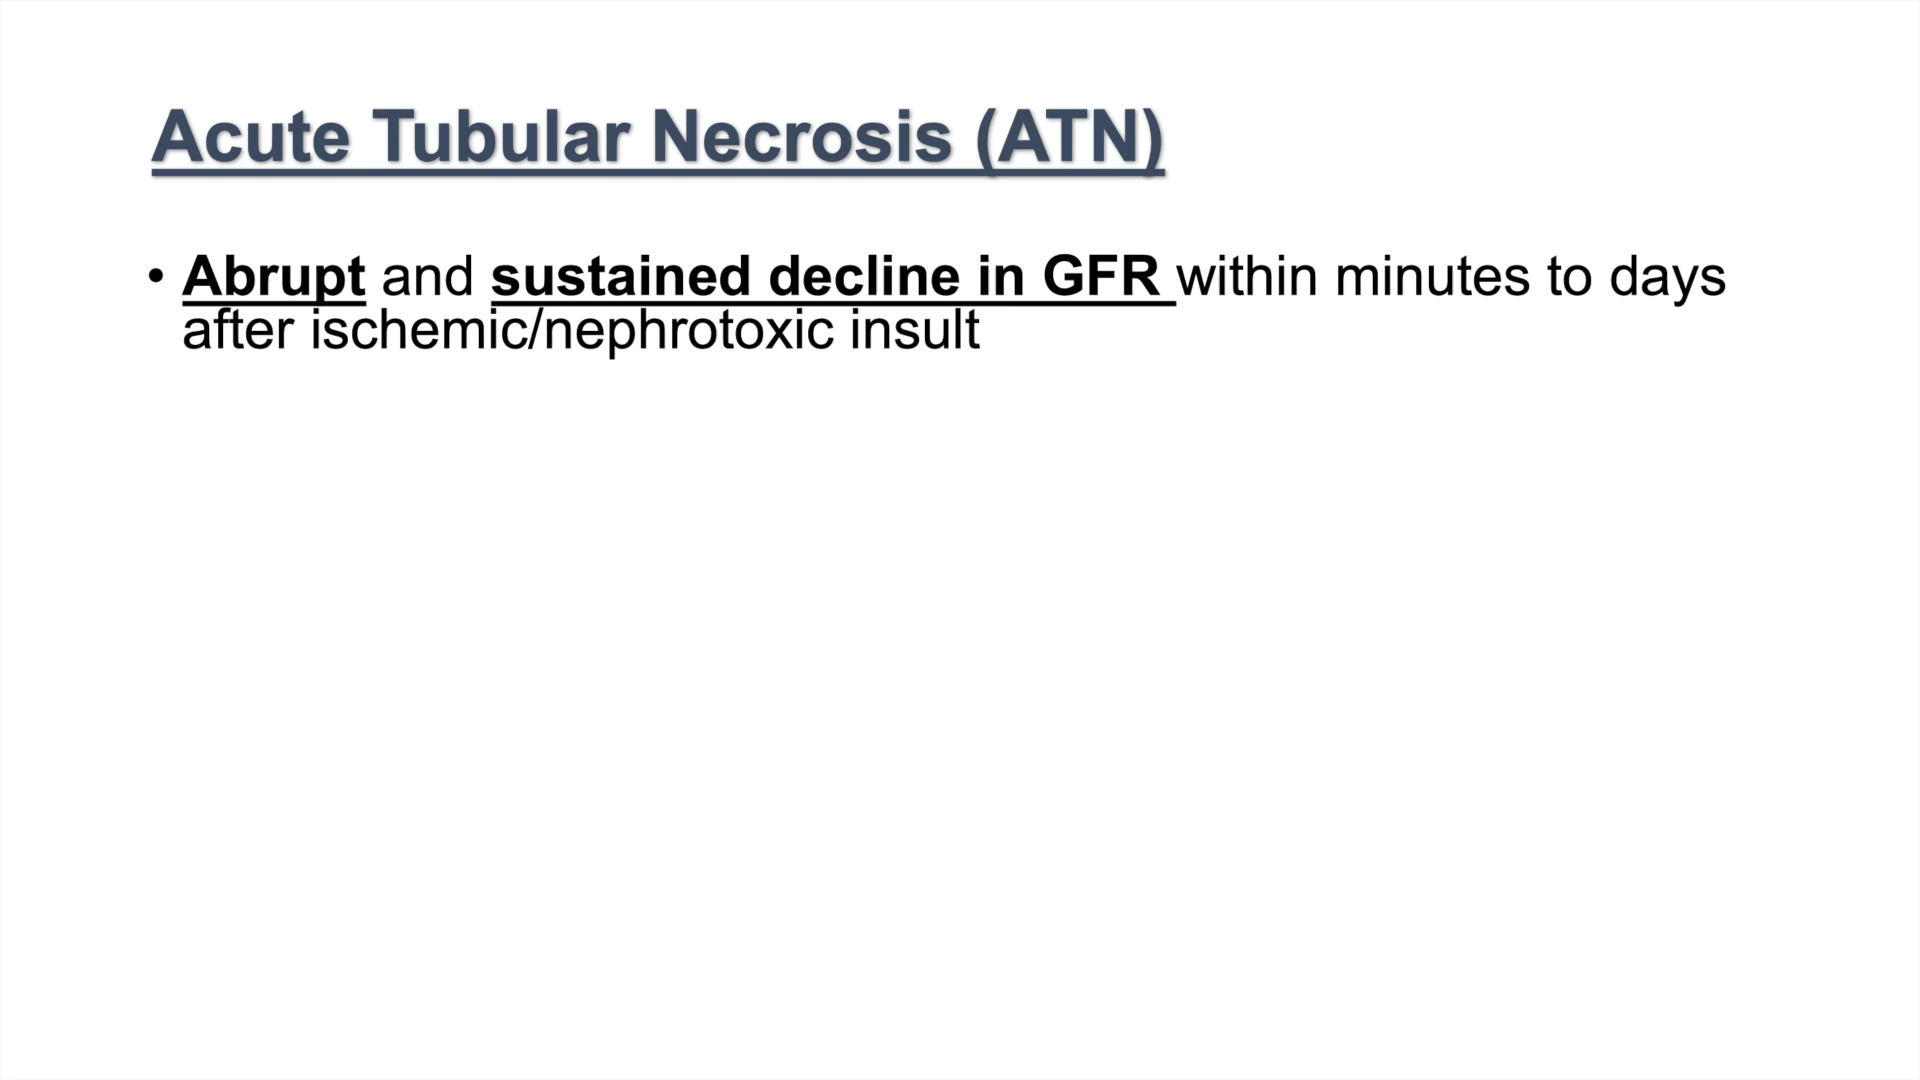 Acute Tubular Necrosis (ATN)
• Abrupt and sustained decline in GFR within minutes to days
after ischemic/nephrotoxic insult